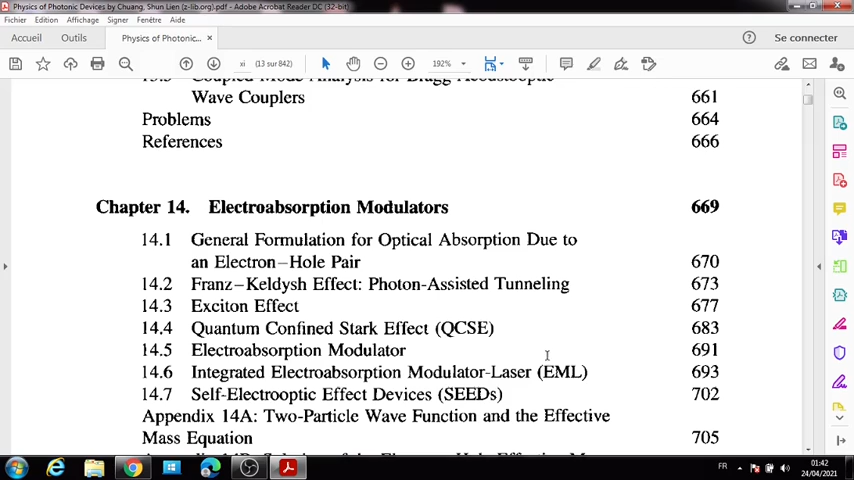 Physics of Photonic Devices by Chuang, Shun Lien (z-lib.org).pdf - Adobe Acrobat Reader DC (32-bit)
Fichier Edition Affichage Signer Fenêtre Aide
Accueil Outils Physics of Photonic... × Se connecter
xi (13 sur 842) 192%
Wave Couplers 661
Problems 664
References 666
Chapter 14. Electroabsorption Modulators 669
14.1 General Formulation for Optical Absorption Due to
an Electron–Hole Pair 670
14.2 Franz–Keldysh Effect: Photon-Assisted Tunneling 673
14.3 Exciton Effect 677
14.4 Quantum Confined Stark Effect (QCSE) 683
14.5 Electroabsorption Modulator 691
14.6 Integrated Electroabsorption Modulator-Laser (EML) 693
14.7 Self-Electrooptic Effect Devices (SEEDs) 702
Appendix 14A: Two-Particle Wave Function and the Effective
Mass Equation 705
FR 01:42
24/04/2021